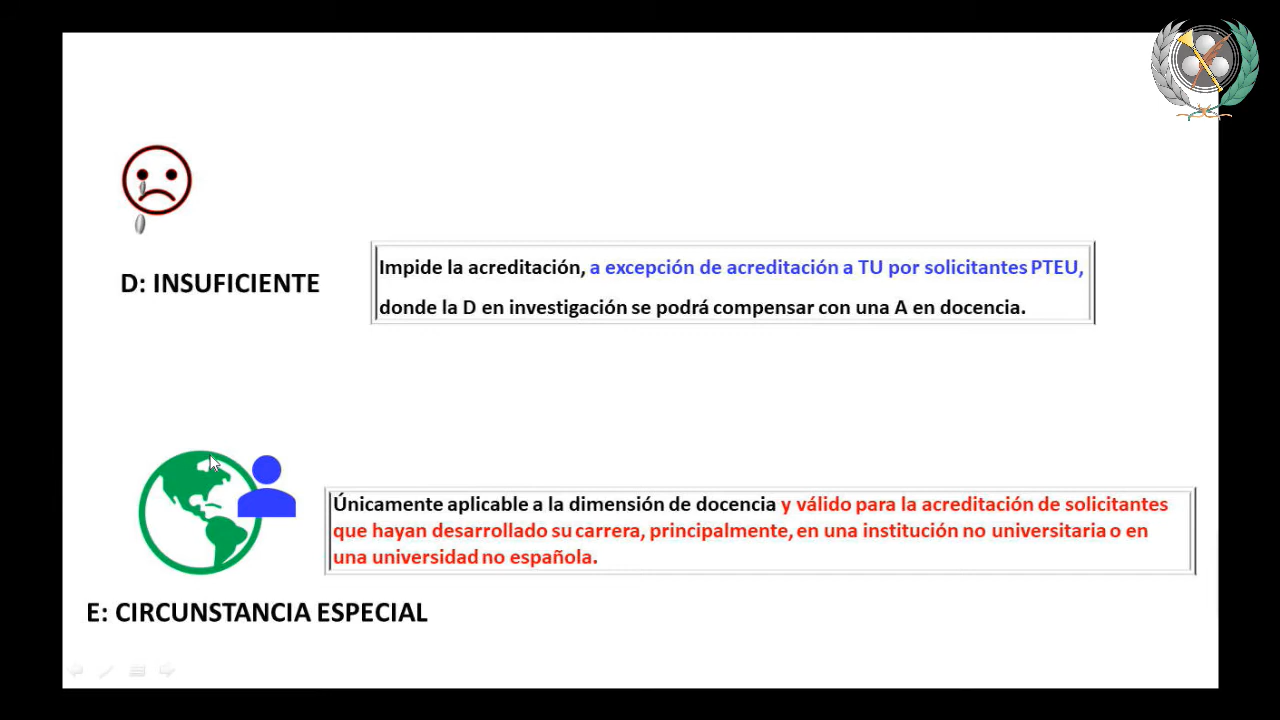 D: INSUFICIENTE
Impide la acreditación, a excepción de acreditación a TU por solicitantes PTEU,
donde la D en investigación se podrá compensar con una A en docencia.
Únicamente aplicable a la dimensión de docencia y válido para la acreditación de solicitantes
que hayan desarrollado su carrera, principalmente, en una institución no universitaria o en
una universidad no española.
E: CIRCUNSTANCIA ESPECIAL